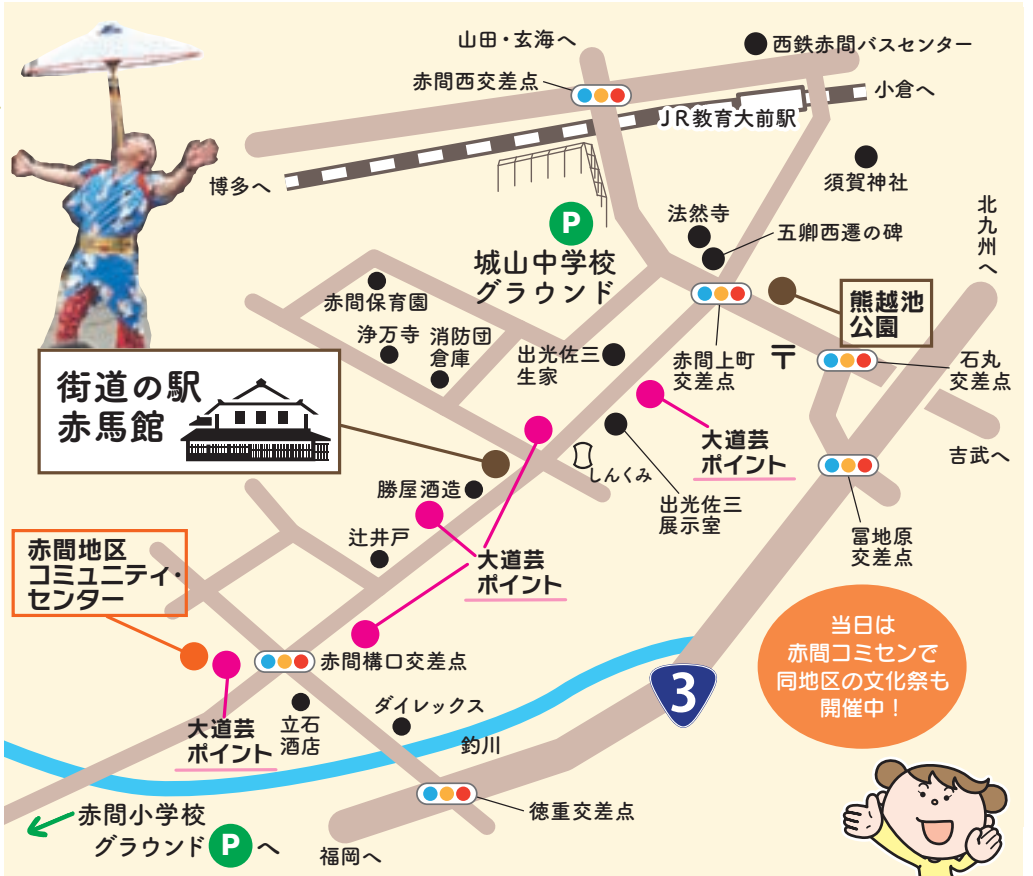 山田・玄海へ
西鉄赤間バスセンター
赤間西交差点
小倉へ
JR教育大前駅
博多へ
須賀神社
P
城山中学校
グラウンド
法然寺
五卿西遷の碑
北九州へ
赤間保育園
浄万寺
消防団
倉庫
出光佐三
生家
赤間上町
交差点
〒
熊越池
公園
石丸
交差点
街道の駅
赤馬館
大道芸
ポイント
吉武へ
しんくみ
勝屋酒造
出光佐三
展示室
冨地原
交差点
辻井戸
大道芸
ポイント
赤間地区
コミュニティ・
センター
当日は
赤間コミセンで
同地区の文化祭も
開催中!
赤間構口交差点
3
大道芸
ポイント
立石
酒店
ダイレックス
釣川
徳重交差点
赤間小学校
グラウンド P へ
福岡へ